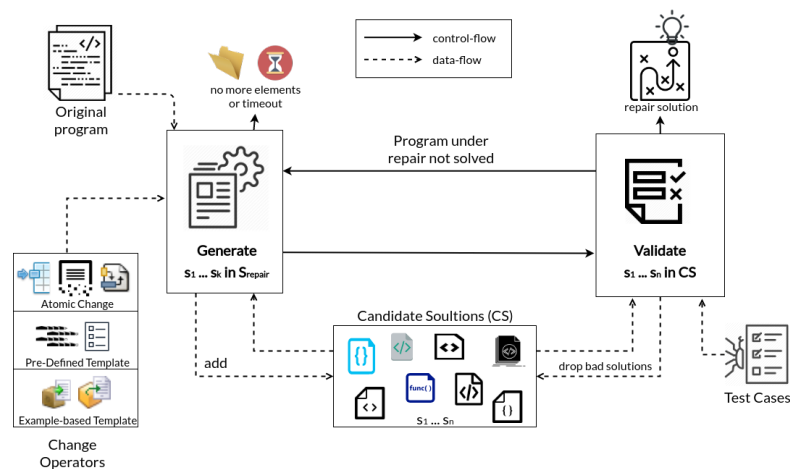 control-flow
data-flow
no more elements
or timeout
Original
program
repair solution
Program under
repair not solved
Generate
s1 ... sk in Srepair
Validate
s1 ... sn in CS
Atomic Change
Pre-Defined Template
Example-based Template
Change
Operators
add
Candidate Soultions (CS)
{}
</>
<>
</>
<>
func()
</>
{}
s1 ... sn
drop bad solutions
Test Cases